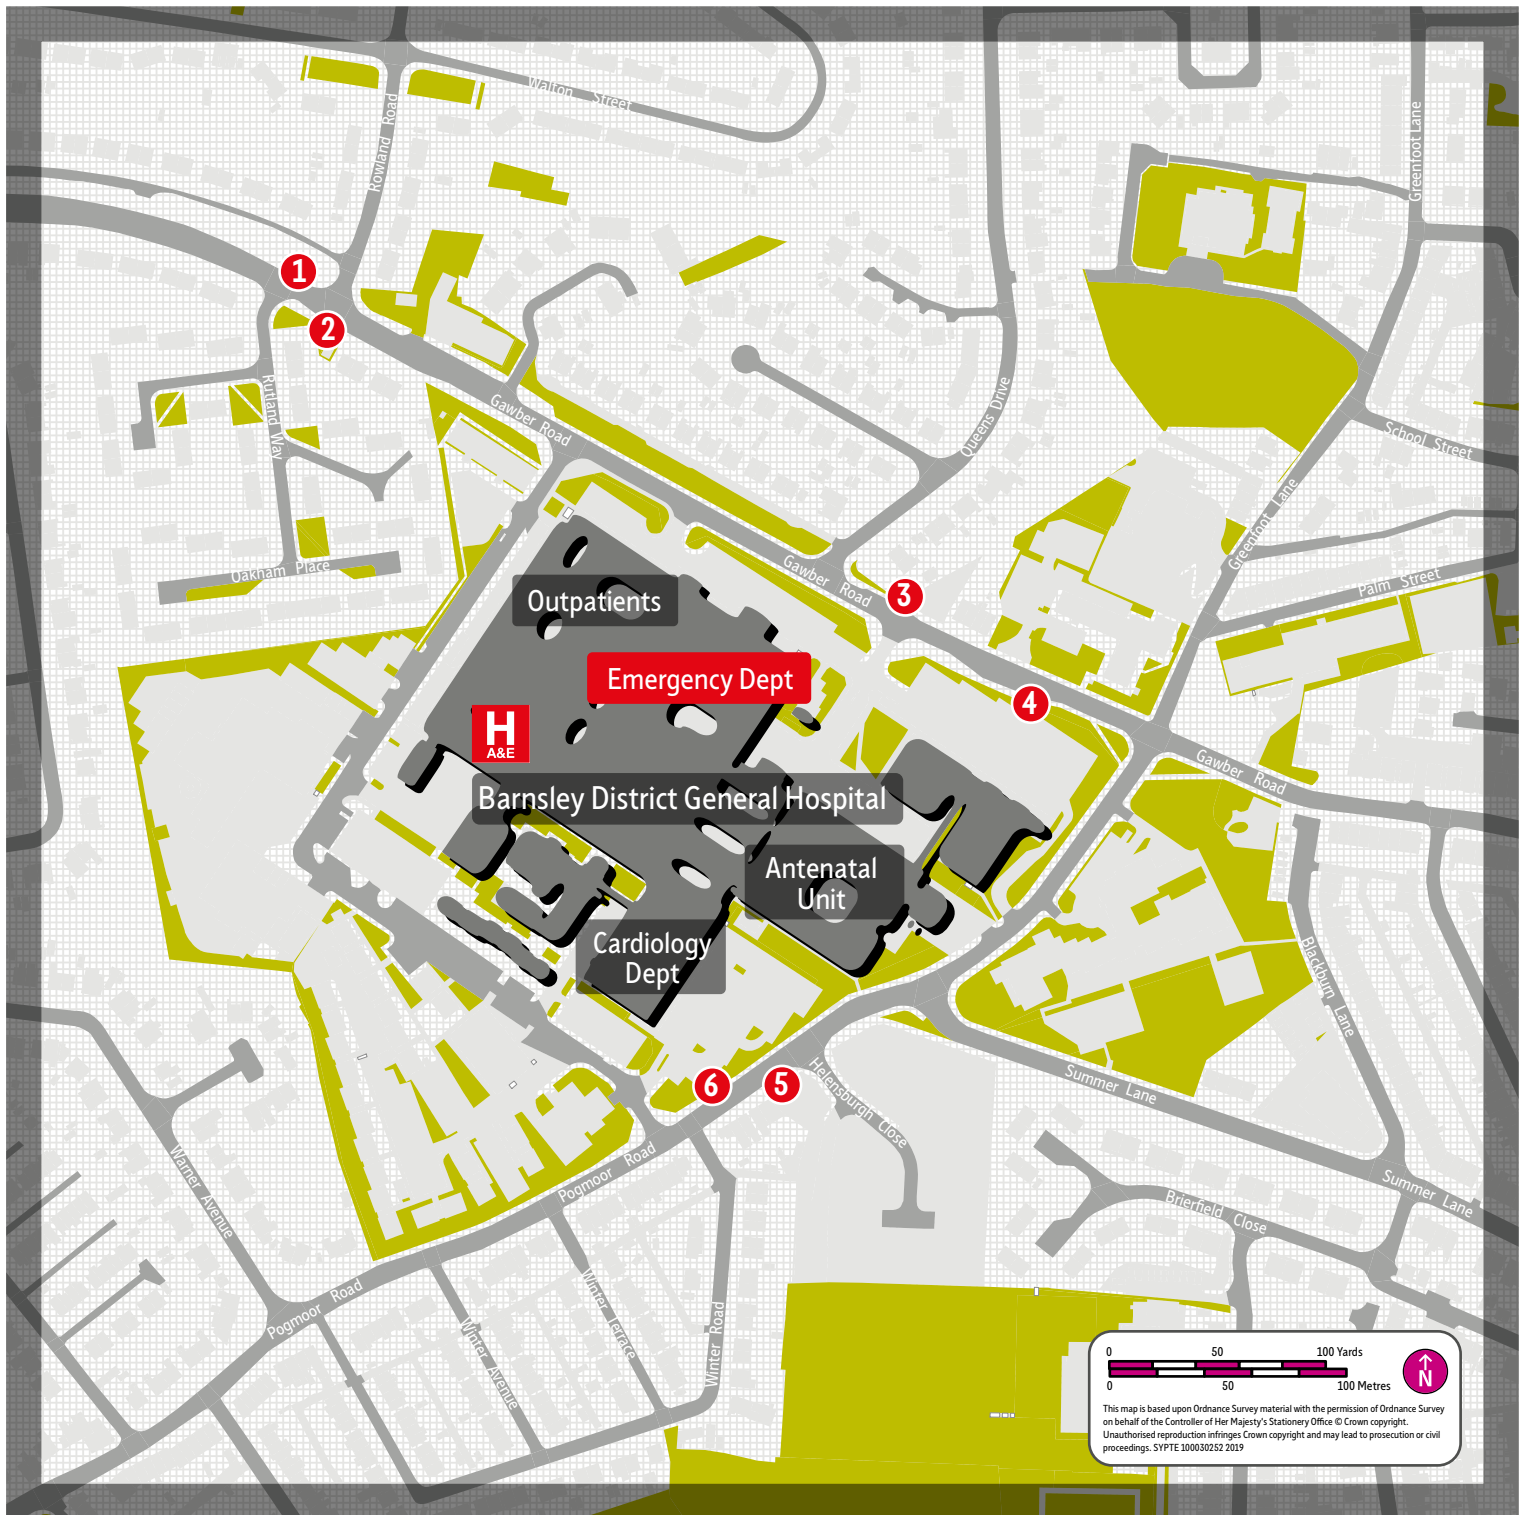 Walton Street
Rowland Road
Greenfoot Lane
1
2
Rutland Way
Gawber Road
Queens Drive
School Street
Greenfoot Lane
Oakham Place
Gawber Road
3
Palm Street
Outpatients
Emergency Dept
4
H
A&E
Gawber Road
Barnsley District General Hospital
Antenatal
Unit
Cardiology
Dept
Blackburn Lane
6
5
Helensburgh Close
Summer Lane
Warner Avenue
Pogmoor Road
Brierfield Close
Summer Lane
Pogmoor Road
Winter Avenue
Winter Terrace
Winter Road
0 50 100 Yards
0 50 100 Metres
N
This map is based upon Ordnance Survey material with the permission of Ordnance Survey
on behalf of the Controller of Her Majesty's Stationery Office © Crown copyright.
Unauthorised reproduction infringes Crown copyright and may lead to prosecution or civil
proceedings. SYPTE 100030252 2019